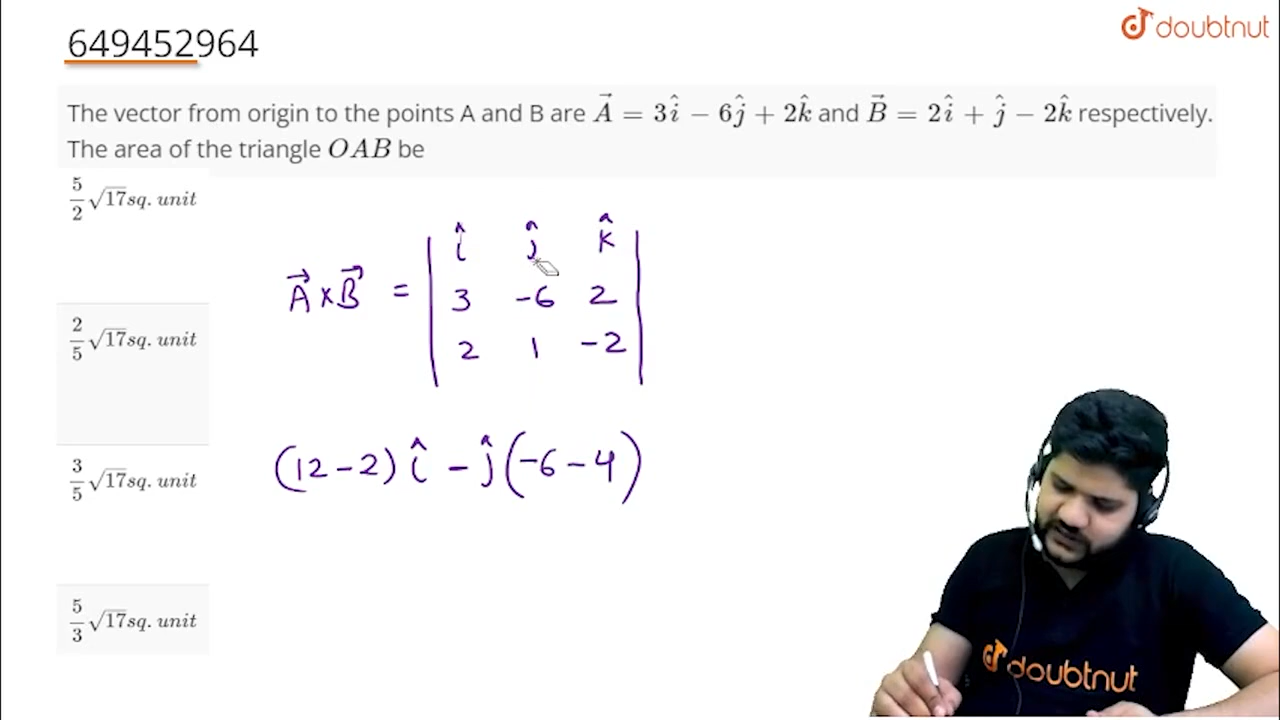 doubtnut
649452964
The vector from origin to the points A and B are $\vec{A} = 3\hat{i} - 6\hat{j} + 2\hat{k}$ and $\vec{B} = 2\hat{i} + \hat{j} - 2\hat{k}$ respectively.
The area of the triangle $OAB$ be
$\frac{5}{2}\sqrt{17} sq. unit$
$\frac{2}{5}\sqrt{17} sq. unit$
$\frac{3}{5}\sqrt{17} sq. unit$
$\frac{5}{3}\sqrt{17} sq. unit$
$\vec{A} \times \vec{B} = \begin{vmatrix} \hat{i} & \hat{j} & \hat{k} \\ 3 & -6 & 2 \\ 2 & 1 & -2 \end{vmatrix}$
$(12-2)\hat{i} - \hat{j}(-6-4)$
doubtnut